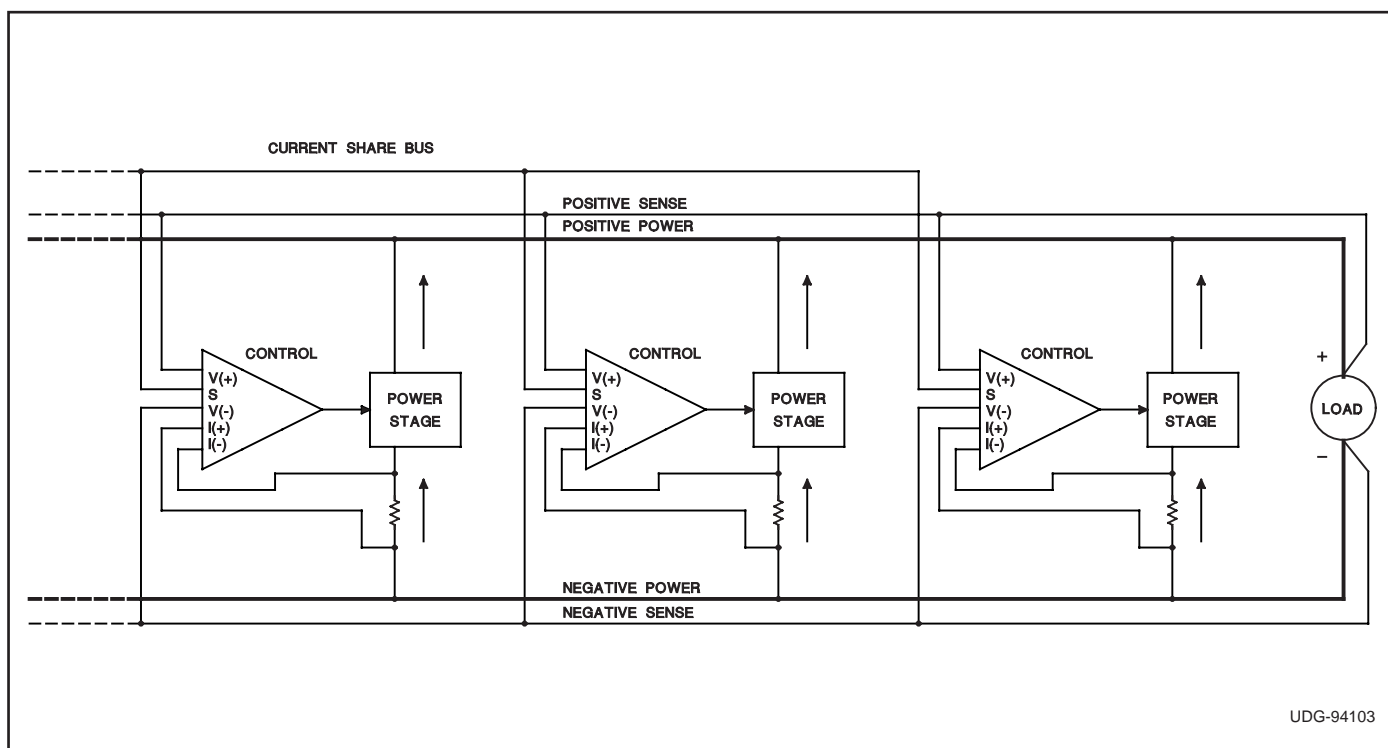 CURRENT SHARE BUS
POSITIVE SENSE
POSITIVE POWER
CONTROL
V(+)
S
V(-)
I(+)
I(-)
POWER
STAGE
CONTROL
V(+)
S
V(-)
I(+)
I(-)
POWER
STAGE
CONTROL
V(+)
S
V(-)
I(+)
I(-)
POWER
STAGE
+
LOAD
−
NEGATIVE POWER
NEGATIVE SENSE
UDG-94103